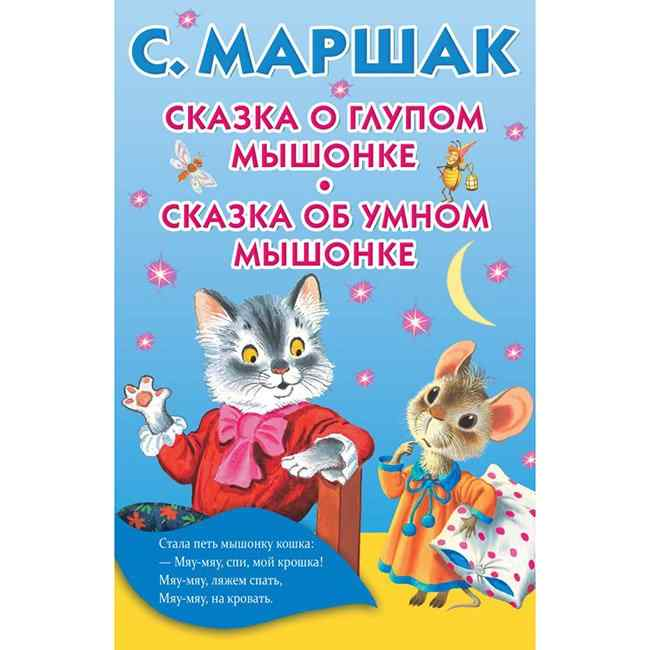 С. МАРШАК
СКАЗКА О ГЛУПОМ
МЫШОНКЕ
•
СКАЗКА ОБ УМНОМ
МЫШОНКЕ
Стала петь мышонку кошка:
— Мяу-мяу, спи, мой крошка!
Мяу-мяу, ляжем спать,
Мяу-мяу, на кровать.